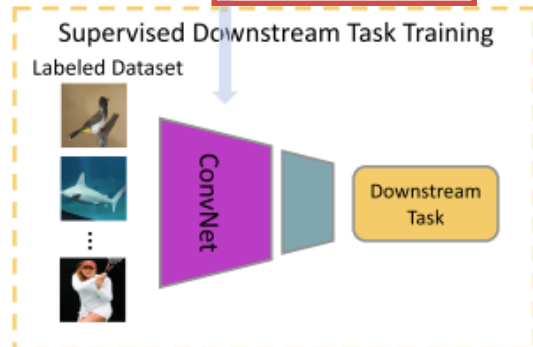 Supervised Downstream Task Training
Labeled Dataset
ConvNet
Downstream
Task